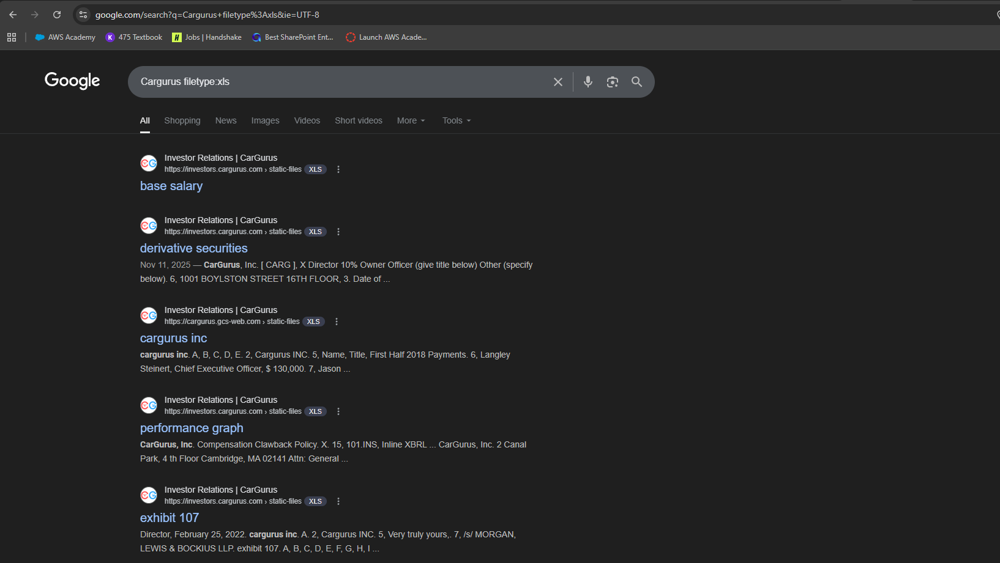 google.com/search?q=Cargurus+filetype%3Axls&ie=UTF-8
AWS Academy
K 475 Textbook
H Jobs | Handshake
Best SharePoint Ent...
Launch AWS Acade...
Google
Cargurus filetype:xls
All
Shopping
News
Images
Videos
Short videos
More
Tools
CG
Investor Relations | CarGurus
https://investors.cargurus.com › static-files XLS
base salary
CG
Investor Relations | CarGurus
https://investors.cargurus.com › static-files XLS
derivative securities
Nov 11, 2025 — CarGurus, Inc. [ CARG ], X Director 10% Owner Officer (give title below) Other (specify
below). 6, 1001 BOYLSTON STREET 16TH FLOOR, 3. Date of ...
CG
Investor Relations | CarGurus
https://cargurus.gcs-web.com › static-files XLS
cargurus inc
cargurus inc. A, B, C, D, E. 2, Cargurus INC. 5, Name, Title, First Half 2018 Payments. 6, Langley
Steinert, Chief Executive Officer, $ 130,000. 7, Jason ...
CG
Investor Relations | CarGurus
https://investors.cargurus.com › static-files XLS
performance graph
CarGurus, Inc. Compensation Clawback Policy. X. 15, 101.INS, Inline XBRL ... CarGurus, Inc. 2 Canal
Park, 4 th Floor Cambridge, MA 02141 Attn: General ...
CG
Investor Relations | CarGurus
https://investors.cargurus.com › static-files XLS
exhibit 107
Director, February 25, 2022. cargurus inc. A. 2, Cargurus INC. 5, Very truly yours,. 7, /s/ MORGAN,
LEWIS & BOCKIUS LLP. exhibit 107. A, B, C, D, E, F, G, H, I ...